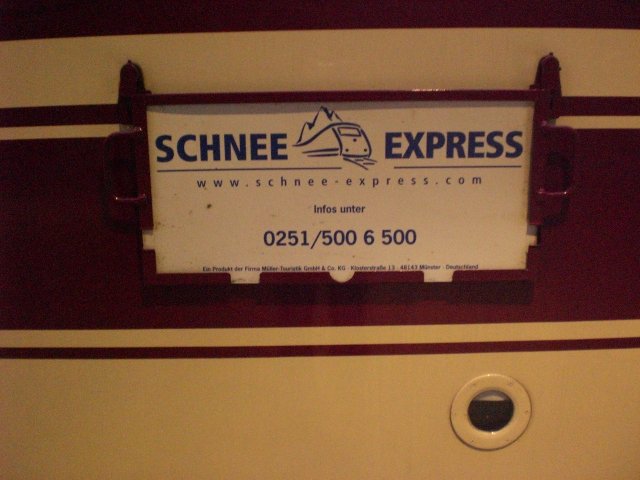 SCHNEE EXPRESS
www.schnee-express.com
Infos unter
0251/500 6 500
Ein Produkt der Firma Müller-Touristik GmbH & Co. KG · Klosterstraße 13 · 48143 Münster · Deutschland